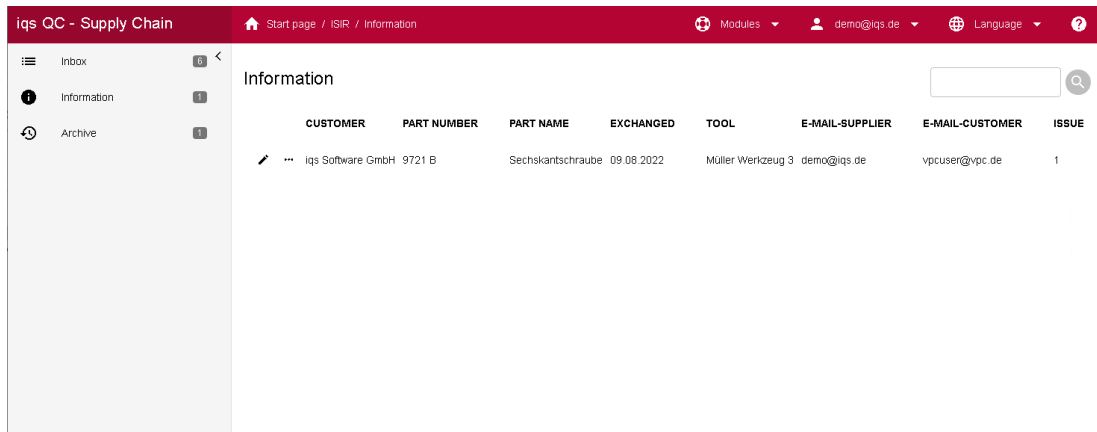 iqs QC - Supply Chain
Start page / ISIR / Information
Modules
demo@iqs.de
Language
?
Inbox 6
Information 1
Archive 1
Information
CUSTOMER PART NUMBER PART NAME EXCHANGED TOOL E-MAIL-SUPPLIER E-MAIL-CUSTOMER ISSUE
iqs Software GmbH 9721 B Sechskantschraube 09.08.2022 Müller Werkzeug 3 demo@iqs.de vpcuser@vpc.de 1